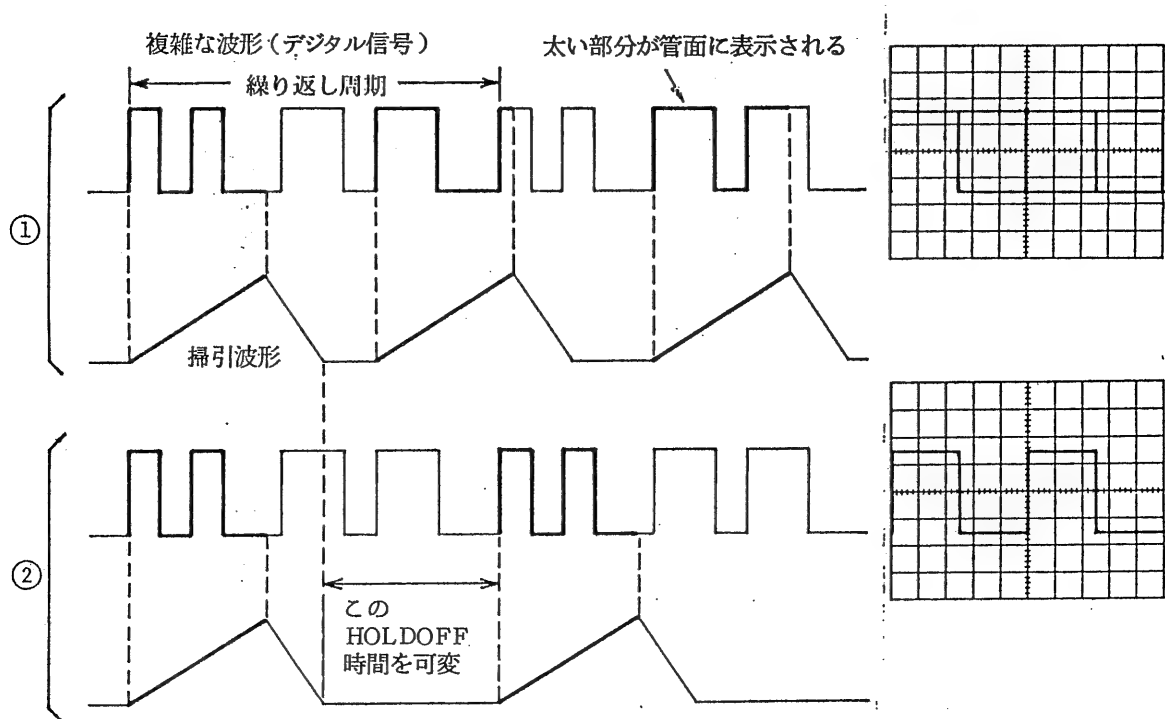 複雑な波形（デジタル信号）
太い部分が管面に表示される
繰り返し周期
①
掃引波形
②
この
HOLDOFF
時間を可変